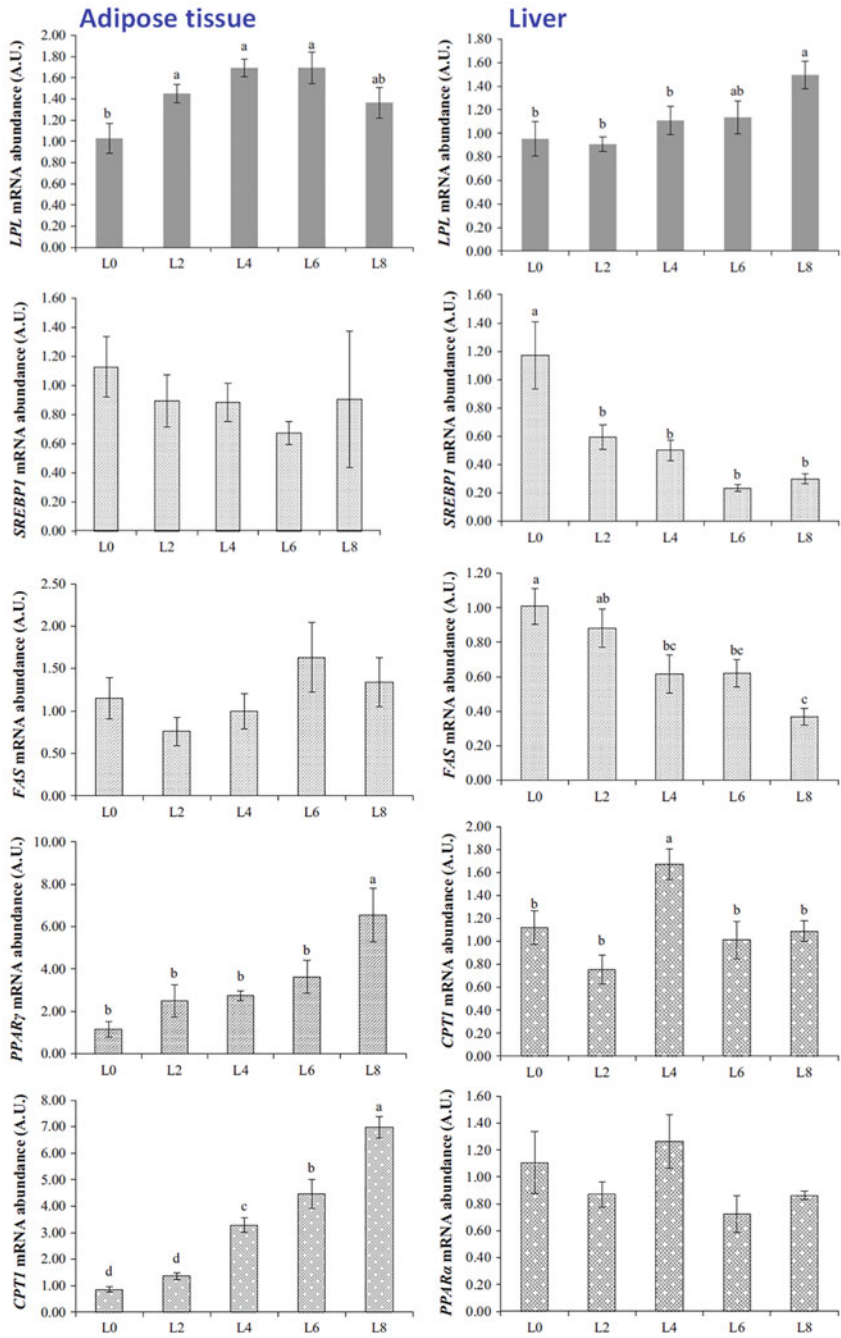 Adipose tissue
LPL mRNA abundance (A.U.)
2.00
1.80
1.60
1.40
1.20
1.00
0.80
0.60
0.40
0.20
0.00
b
a
a
a
ab
L0 L2 L4 L6 L8
Liver
LPL mRNA abundance (A.U.)
1.80
1.60
1.40
1.20
1.00
0.80
0.60
0.40
0.20
0.00
b
b
b
ab
a
L0 L2 L4 L6 L8
SREBP1 mRNA abundance (A.U.)
1.60
1.40
1.20
1.00
0.80
0.60
0.40
0.20
0.00
L0 L2 L4 L6 L8
SREBP1 mRNA abundance (A.U.)
1.60
1.40
1.20
1.00
0.80
0.60
0.40
0.20
0.00
a
b
b
b
b
L0 L2 L4 L6 L8
FAS mRNA abundance (A.U.)
2.50
2.00
1.50
1.00
0.50
0.00
L0 L2 L4 L6 L8
FAS mRNA abundance (A.U.)
1.20
1.00
0.80
0.60
0.40
0.20
0.00
a
ab
bc
bc
c
L0 L2 L4 L6 L8
PPARγ mRNA abundance (A.U.)
10.00
8.00
6.00
4.00
2.00
0.00
b
b
b
b
a
L0 L2 L4 L6 L8
CPT1 mRNA abundance (A.U.)
2.00
1.80
1.60
1.40
1.20
1.00
0.80
0.60
0.40
0.20
0.00
b
b
a
b
b
L0 L2 L4 L6 L8
CPT1 mRNA abundance (A.U.)
8.00
7.00
6.00
5.00
4.00
3.00
2.00
1.00
0.00
d
d
c
b
a
L0 L2 L4 L6 L8
PPARα mRNA abundance (A.U.)
1.60
1.40
1.20
1.00
0.80
0.60
0.40
0.20
0.00
L0 L2 L4 L6 L8